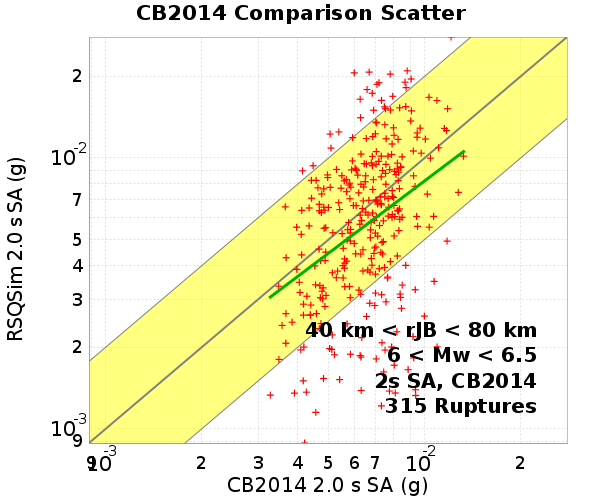 CB2014 Comparison Scatter
RSQSim 2.0 s SA (g)
2
10-2
7
5
4
3
2
10-3
9
40 km < rJB < 80 km
6 < Mw < 6.5
2s SA, CB2014
315 Ruptures
9 10-3 2 3 4 5 6 7 10-2 2
CB2014 2.0 s SA (g)